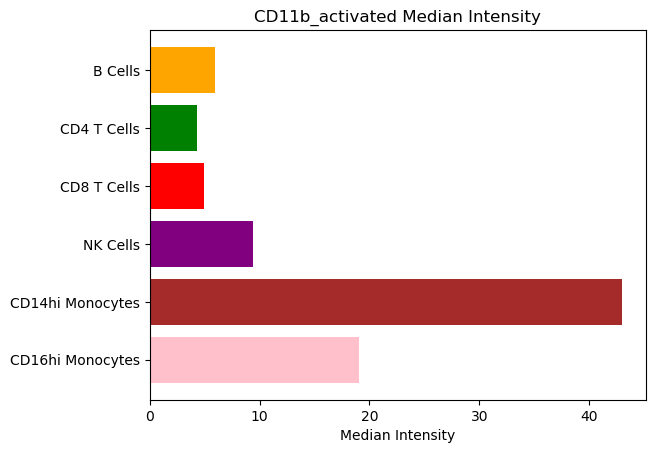 CD11b_activated Median Intensity
B Cells
CD4 T Cells
CD8 T Cells
NK Cells
CD14hi Monocytes
CD16hi Monocytes
0 10 20 30 40
Median Intensity